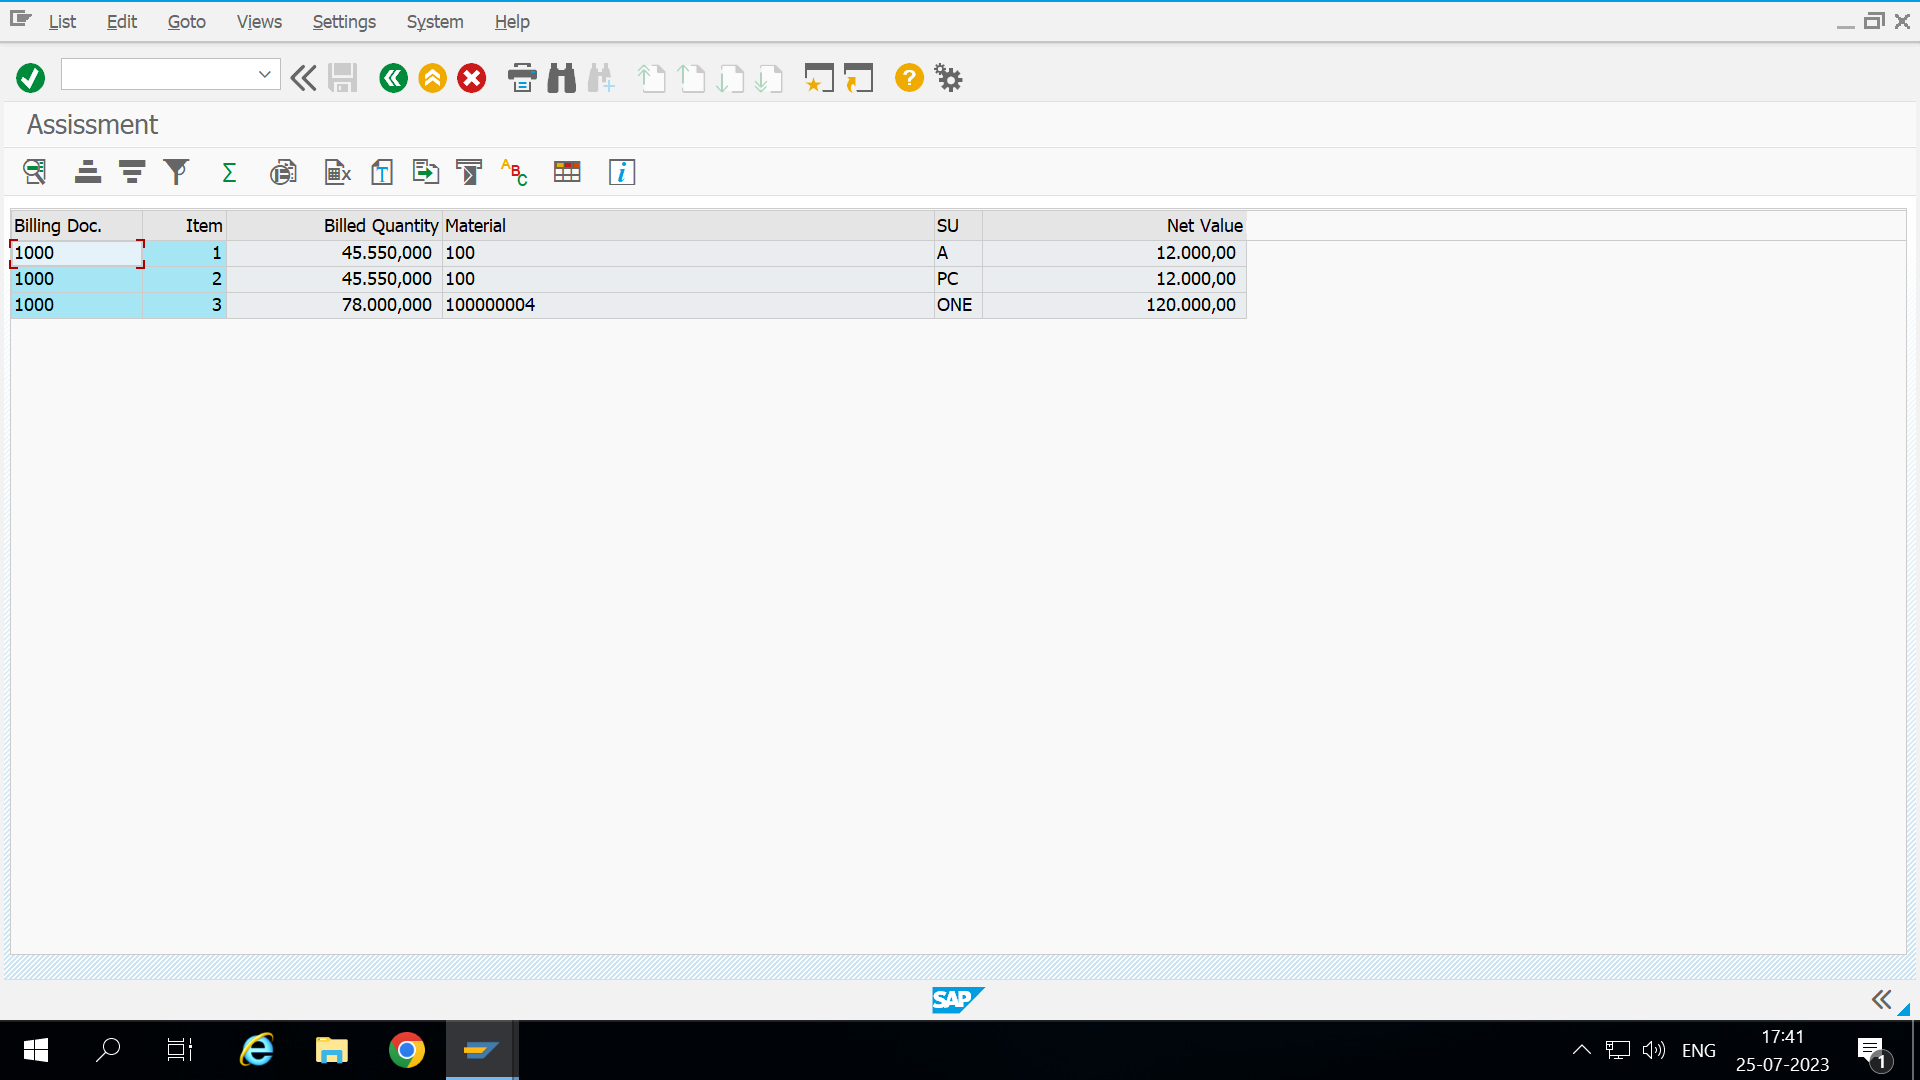 List Edit Goto Views Settings System Help
Assissment
Billing Doc. Item Billed Quantity Material SU Net Value
1000 1 45.550,000 100 A 12.000,00
1000 2 45.550,000 100 PC 12.000,00
1000 3 78.000,000 100000004 ONE 120.000,00
SAP
17:41
ENG
25-07-2023
1